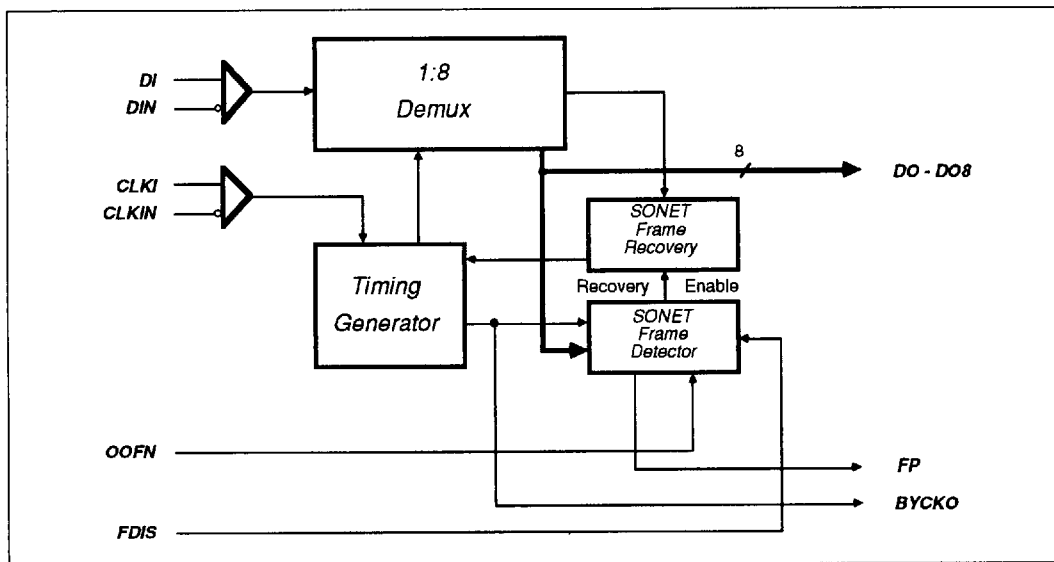 DI
DIN
1:8
Demux
8
DO - DO8
CLKI
CLKIN
SONET
Frame
Recovery
Timing
Generator
Recovery Enable
SONET
Frame
Detector
OOFN
FP
BYCKO
FDIS